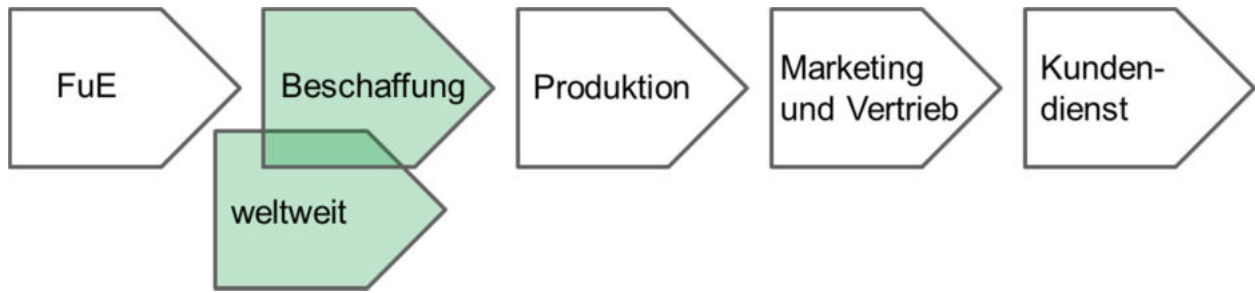 FuE
Beschaffung
Produktion
Marketing
und Vertrieb
Kunden-
dienst
weltweit